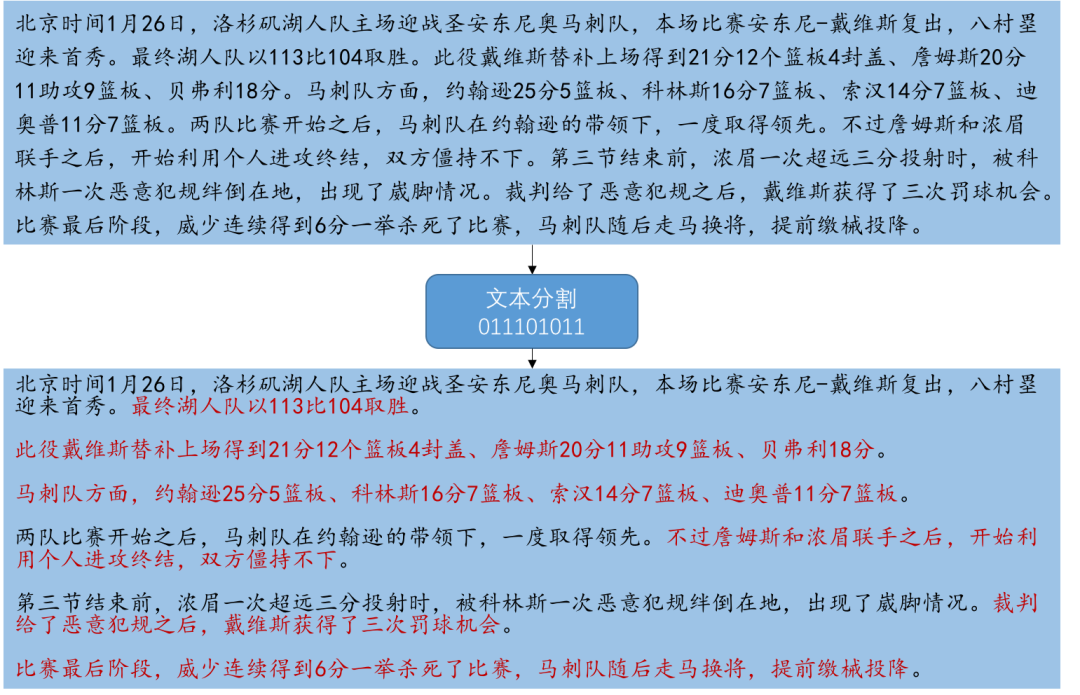 北京时间1月26日，洛杉矶湖人队主场迎战圣安东尼奥马刺队，本场比赛安东尼-戴维斯复出，八村塁
迎来首秀。最终湖人队以113比104取胜。此役戴维斯替补上场得到21分12个篮板4封盖、詹姆斯20分
11助攻9篮板、贝弗利18分。马刺队方面，约翰逊25分5篮板、科林斯16分7篮板、索汉14分7篮板、迪
奥普11分7篮板。两队比赛开始之后，马刺队在约翰逊的带领下，一度取得领先。不过詹姆斯和浓眉
联手之后，开始利用个人进攻终结，双方僵持不下。第三节结束前，浓眉一次超远三分投射时，被科
林斯一次恶意犯规绊倒在地，出现了崴脚情况。裁判给了恶意犯规之后，戴维斯获得了三次罚球机会。
比赛最后阶段，威少连续得到6分一举杀死了比赛，马刺队随后走马换将，提前缴械投降。
文本分割
011101011
北京时间1月26日，洛杉矶湖人队主场迎战圣安东尼奥马刺队，本场比赛安东尼-戴维斯复出，八村塁
迎来首秀。最终湖人队以113比104取胜。
此役戴维斯替补上场得到21分12个篮板4封盖、詹姆斯20分11助攻9篮板、贝弗利18分。
马刺队方面，约翰逊25分5篮板、科林斯16分7篮板、索汉14分7篮板、迪奥普11分7篮板。
两队比赛开始之后，马刺队在约翰逊的带领下，一度取得领先。不过詹姆斯和浓眉联手之后，开始利
用个人进攻终结，双方僵持不下。
第三节结束前，浓眉一次超远三分投射时，被科林斯一次恶意犯规绊倒在地，出现了崴脚情况。裁判
给了恶意犯规之后，戴维斯获得了三次罚球机会。
比赛最后阶段，威少连续得到6分一举杀死了比赛，马刺队随后走马换将，提前缴械投降。